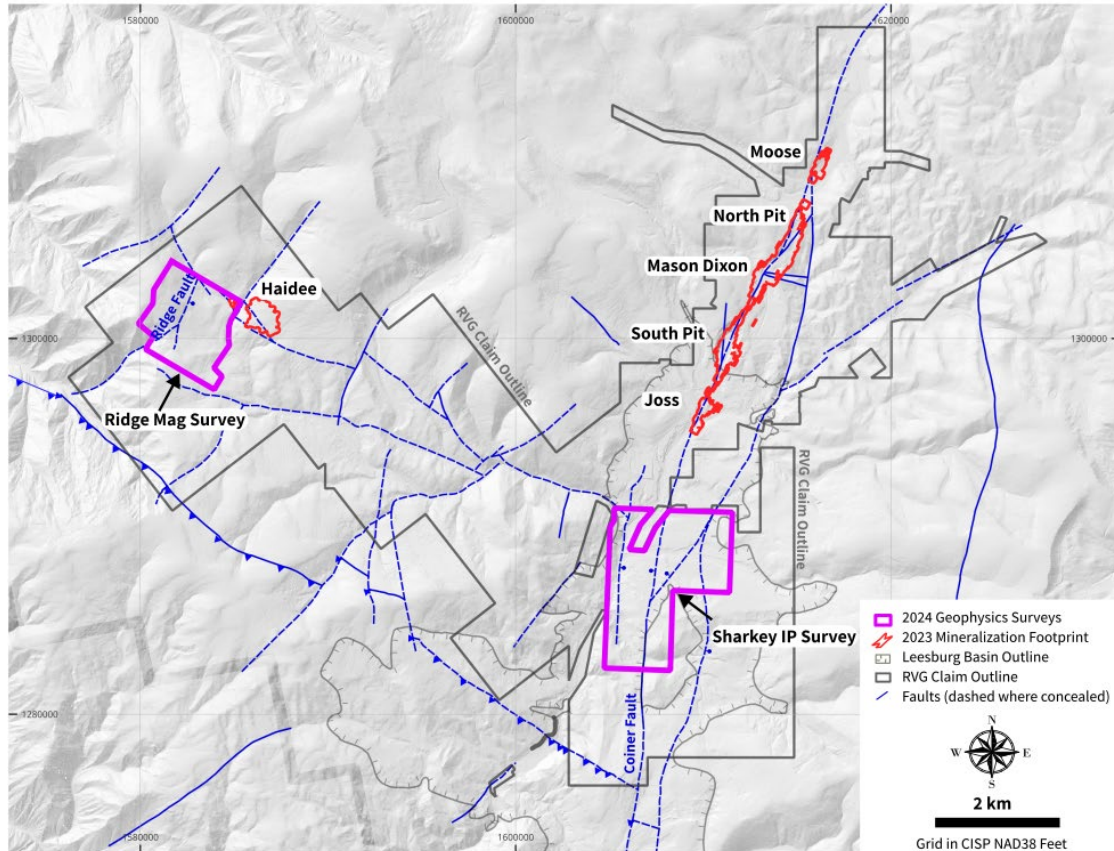 1580000
1600000
1620000
Moose
North Pit
Mason Dixon
Haidee
Ridge Fault
RVG Claim Outline
South Pit
1300000
1300000
Joss
Ridge Mag Survey
RVG Claim Outline
Sharkey IP Survey
1280000
Coiner Fault
1580000
1600000
2024 Geophysics Surveys
2023 Mineralization Footprint
Leesburg Basin Outline
RVG Claim Outline
Faults (dashed where concealed)
N
W
E
S
2 km
Grid in CISP NAD38 Feet